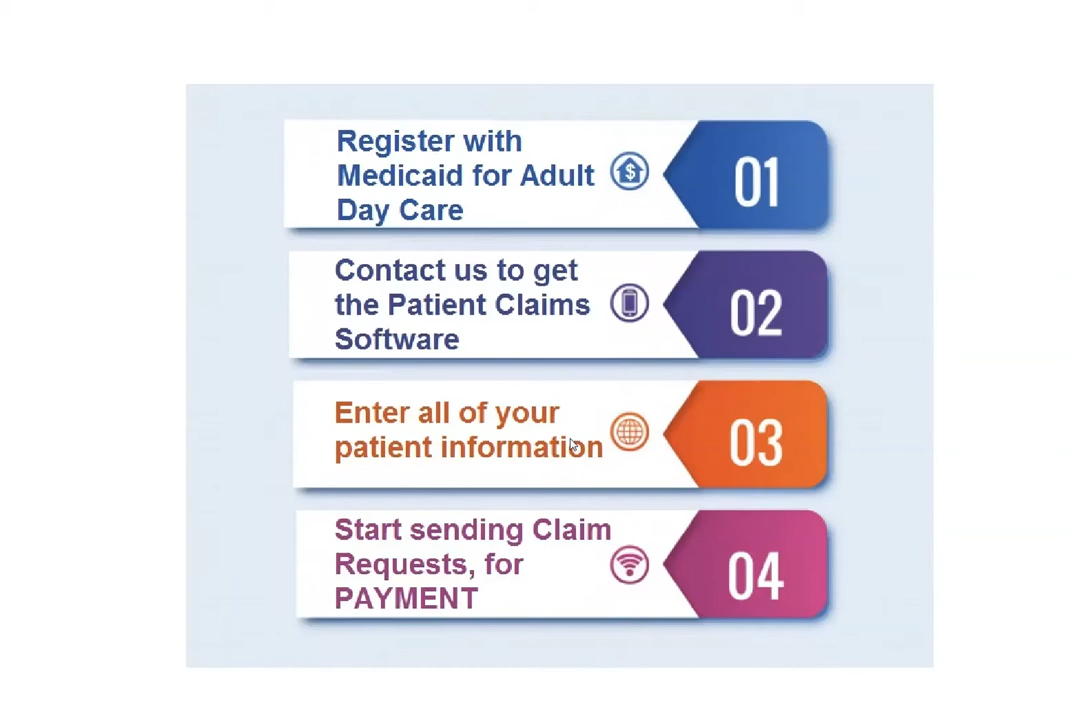 Register with
Medicaid for Adult
Day Care
01
Contact us to get
the Patient Claims
Software
02
Enter all of your
patient information
03
Start sending Claim
Requests, for
PAYMENT
04